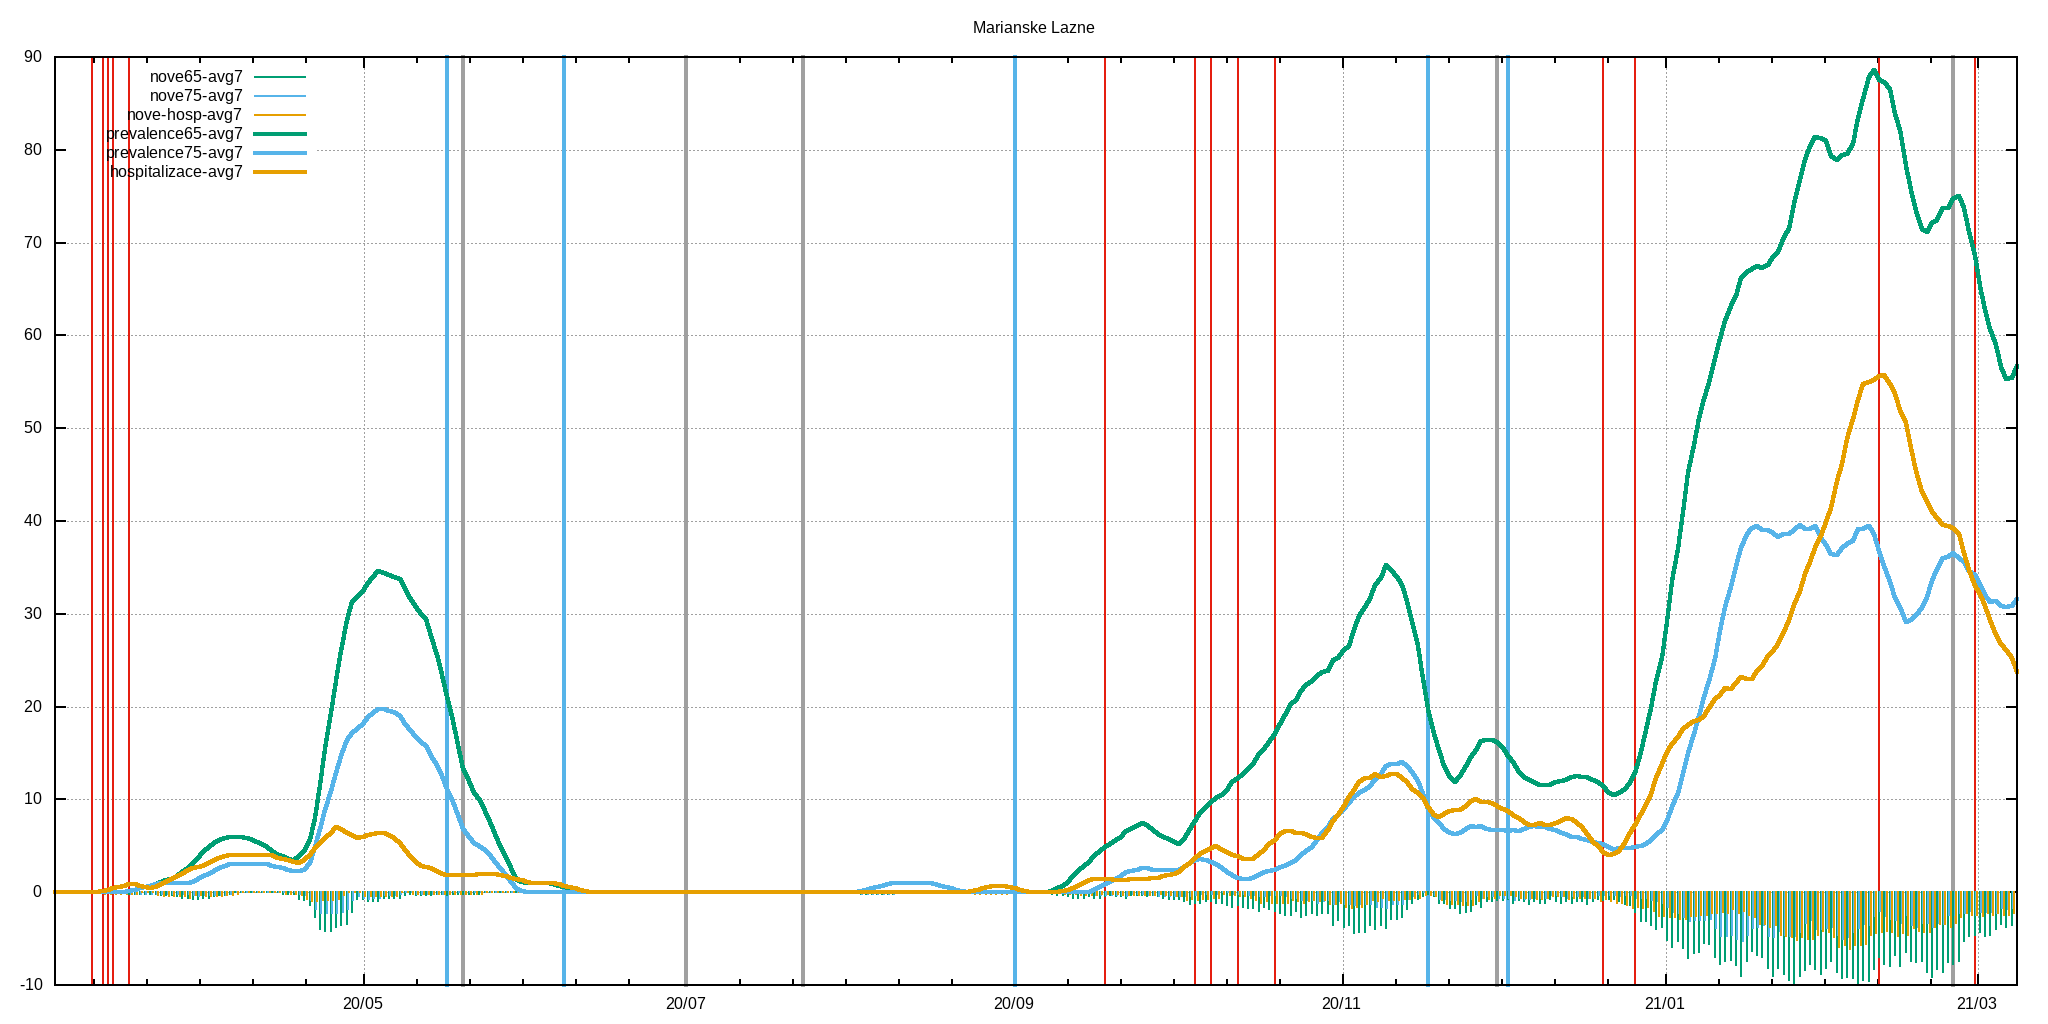 Marianske Lazne
90
80
70
60
50
40
30
20
10
0
-10
nove65-avg7
nove75-avg7
nove-hosp-avg7
prevalence65-avg7
prevalence75-avg7
hospitalizace-avg7
20/05
20/07
20/09
20/11
21/01
21/03